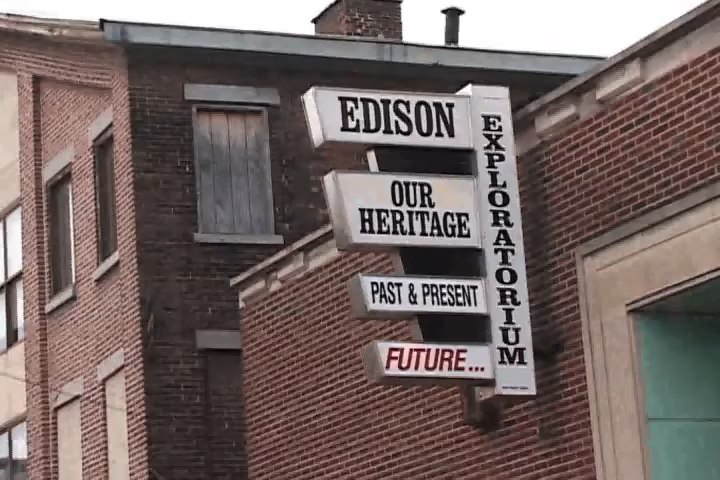 EDISON
EXPLORATORIUM
OUR
HERITAGE
PAST & PRESENT
FUTURE...